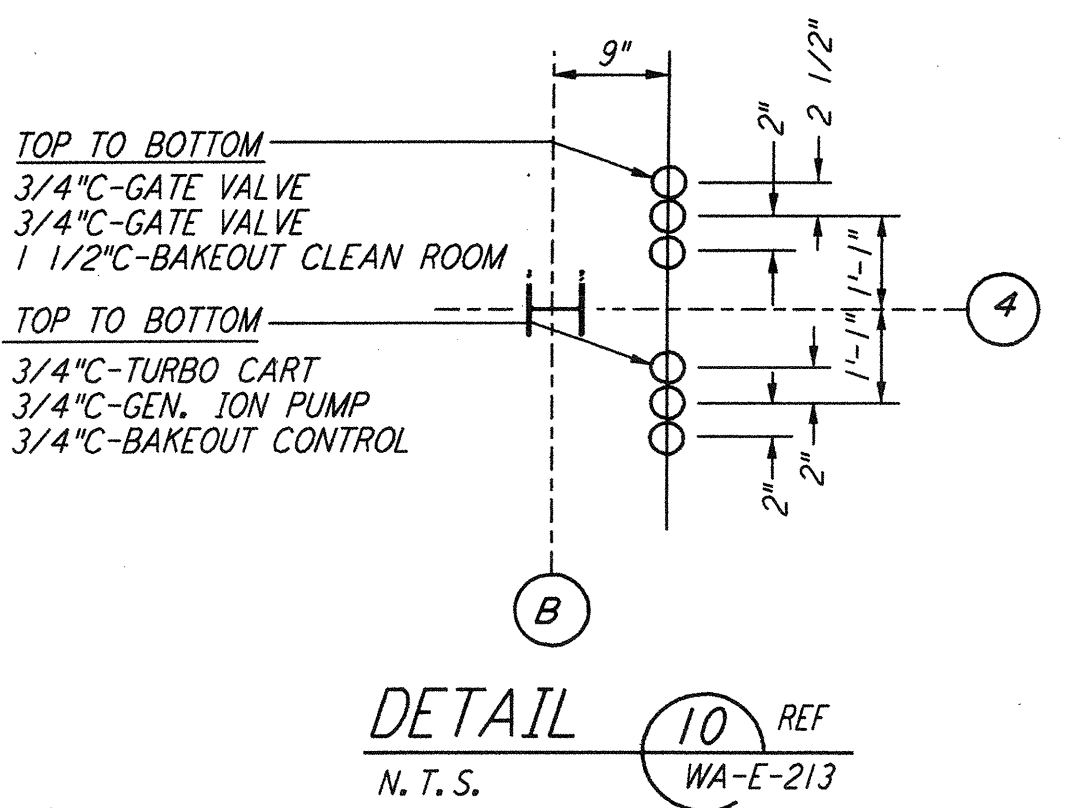 9"
2 1/2"
2"
TOP TO BOTTOM
3/4"C-GATE VALVE
3/4"C-GATE VALVE
1 1/2"C-BAKEOUT CLEAN ROOM
1'-1"
4
TOP TO BOTTOM
3/4"C-TURBO CART
3/4"C-GEN. ION PUMP
3/4"C-BAKEOUT CONTROL
1'-1"
2"
2"
B
DETAIL 10 REF
N.T.S. WA-E-213